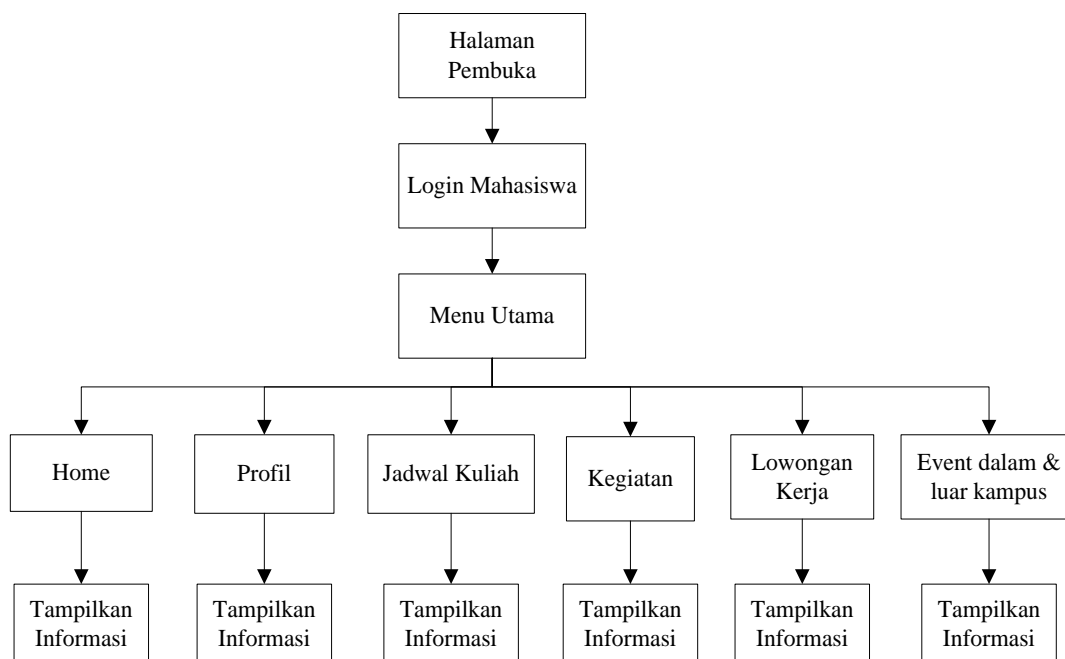 Halaman
Pembuka
Login Mahasiswa
Menu Utama
Home
Profil
Jadwal Kuliah
Kegiatan
Lowongan
Kerja
Event dalam &
luar kampus
Tampilkan
Informasi
Tampilkan
Informasi
Tampilkan
Informasi
Tampilkan
Informasi
Tampilkan
Informasi
Tampilkan
Informasi